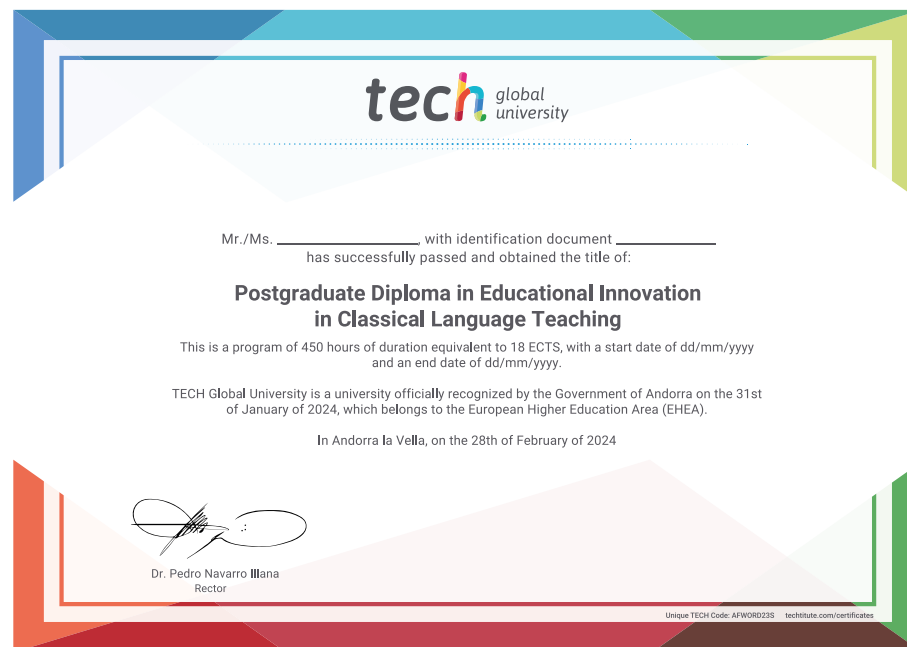 tech global university
Mr./Ms. , with identification document
has successfully passed and obtained the title of:
Postgraduate Diploma in Educational Innovation
in Classical Language Teaching
This is a program of 450 hours of duration equivalent to 18 ECTS, with a start date of dd/mm/yyyy
and an end date of dd/mm/yyyy.
TECH Global University is a university officially recognized by the Government of Andorra on the 31st
of January of 2024, which belongs to the European Higher Education Area (EHEA).
In Andorra la Vella, on the 28th of February of 2024
Dr. Pedro Navarro Illana
Rector
Unique TECH Code: AFWORD23S techtitute.com/certificates